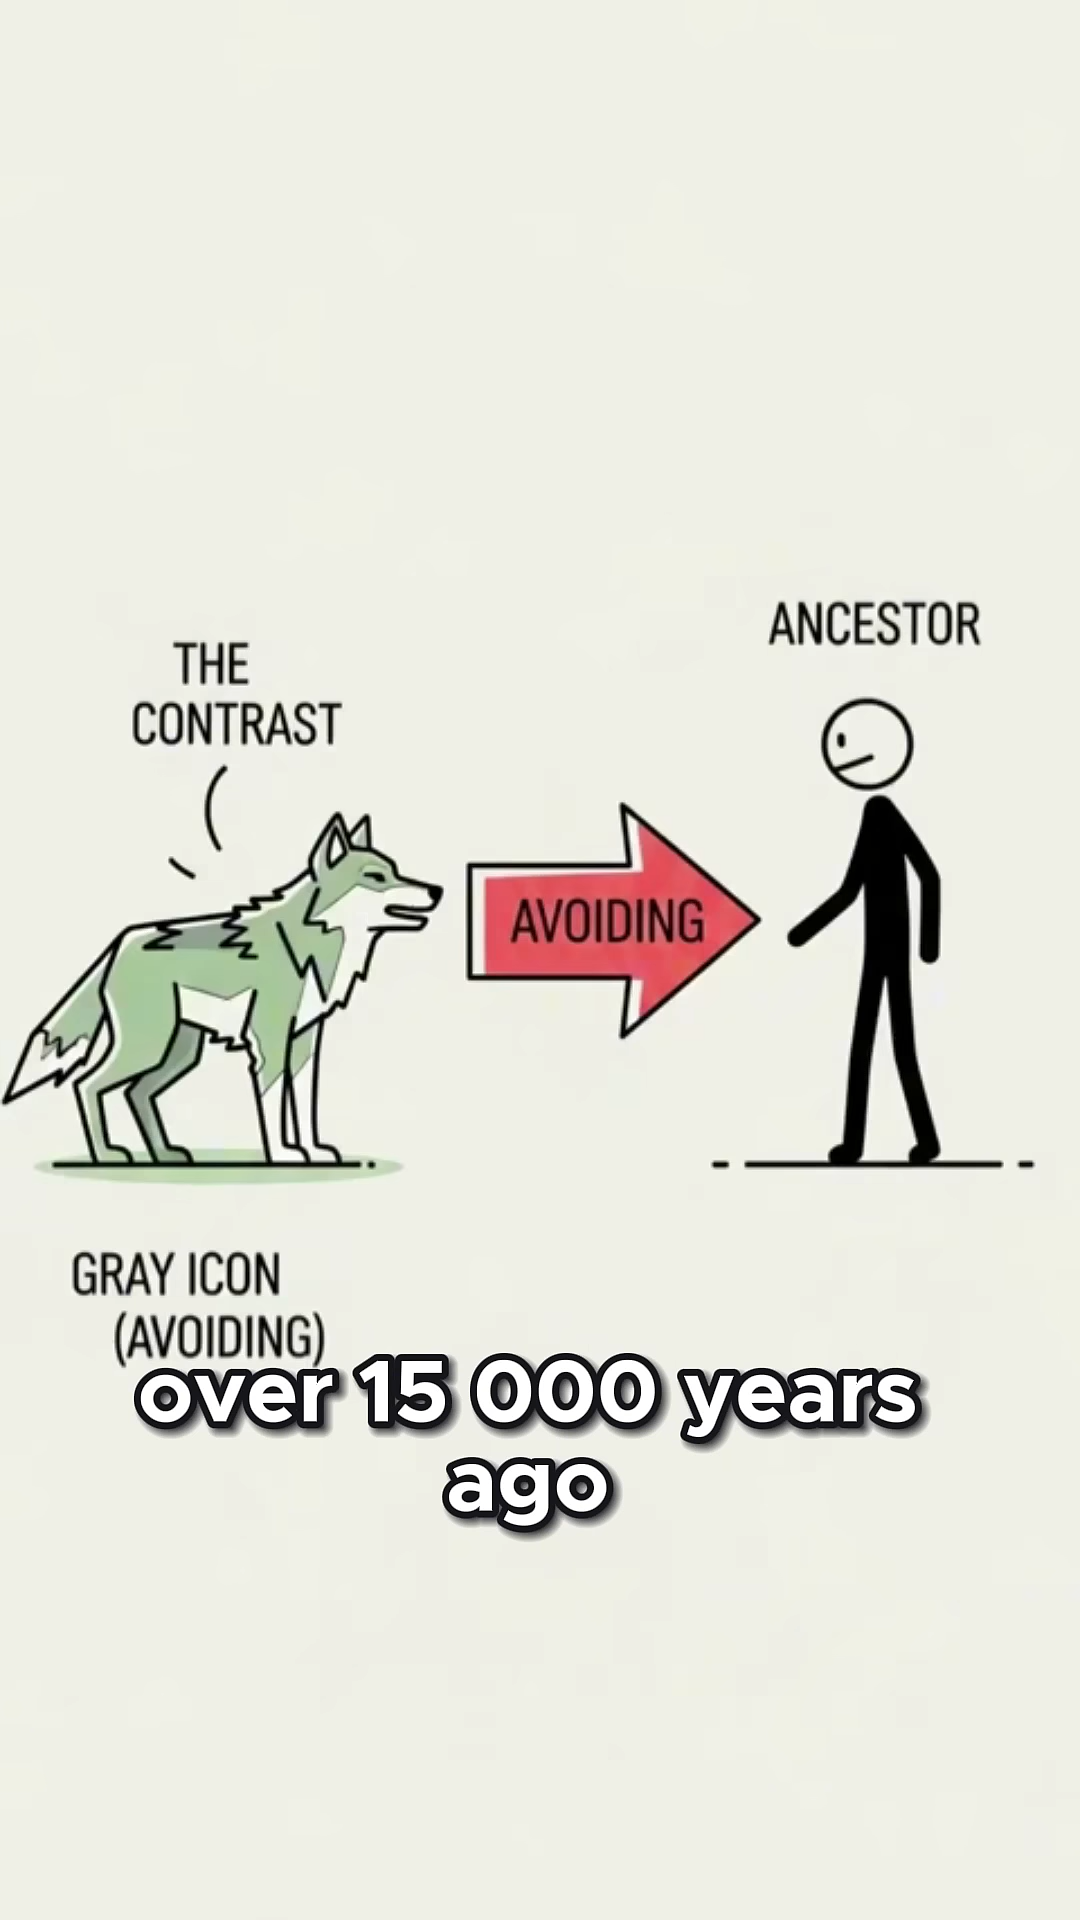 ANCESTOR
THE
CONTRAST
AVOIDING
GRAY ICON
(AVOIDING)
over 15 000 years
ago